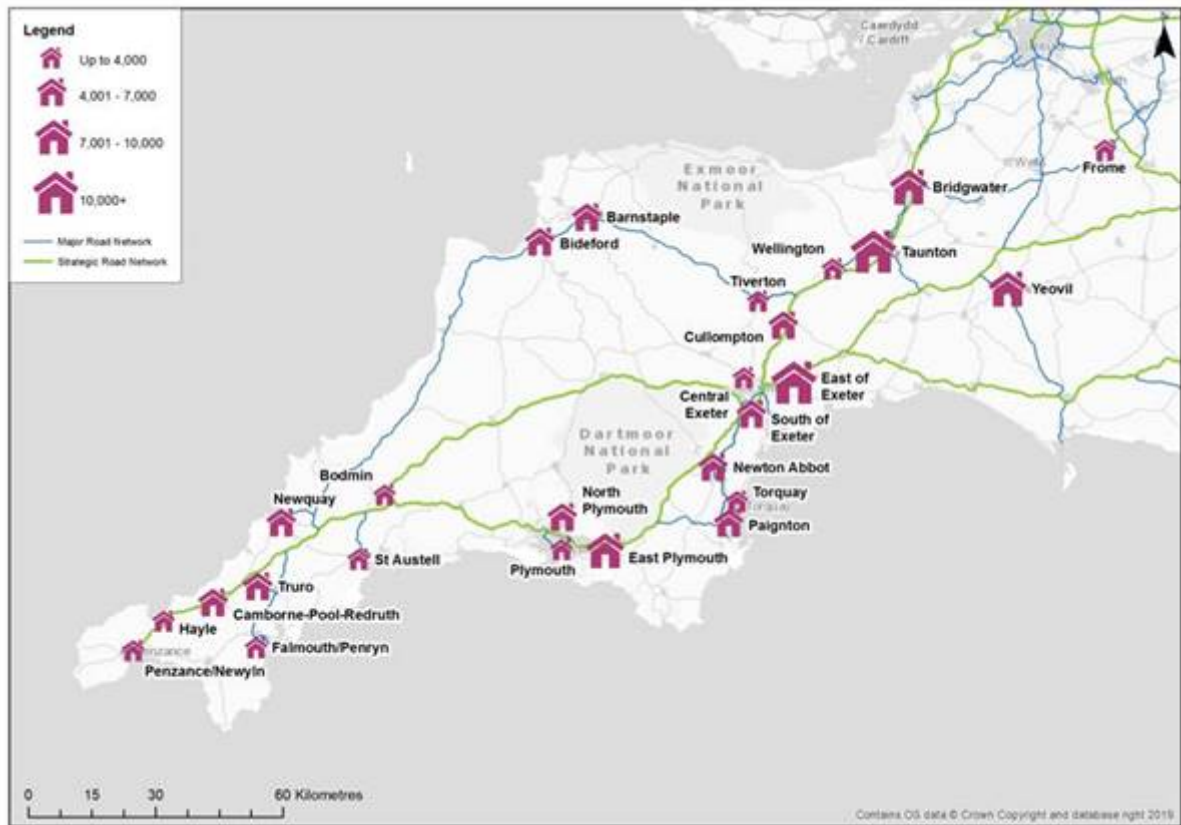 Legend
Up to 4,000
4,001 - 7,000
7,001 - 10,000
10,000+
Major Road Network
Strategic Road Network
Caerdydd
/ Cardiff
Exmoor
National
Park
Frome
Bridgwater
Barnstaple
Bideford
Wellington
Taunton
Tiverton
Yeovil
Cullompton
East of
Exeter
Central
Exeter
South of
Exeter
Dartmoor
National
Park
Newton Abbot
Bodmin
North
Plymouth
Torquay
Newquay
Paignton
St Austell
Plymouth
East Plymouth
Truro
Camborne-Pool-Redruth
Hayle
Falmouth/Penryn
Penzance/Newlyn
0 15 30 60 Kilometres
Contains OS data © Crown Copyright and database right 2019